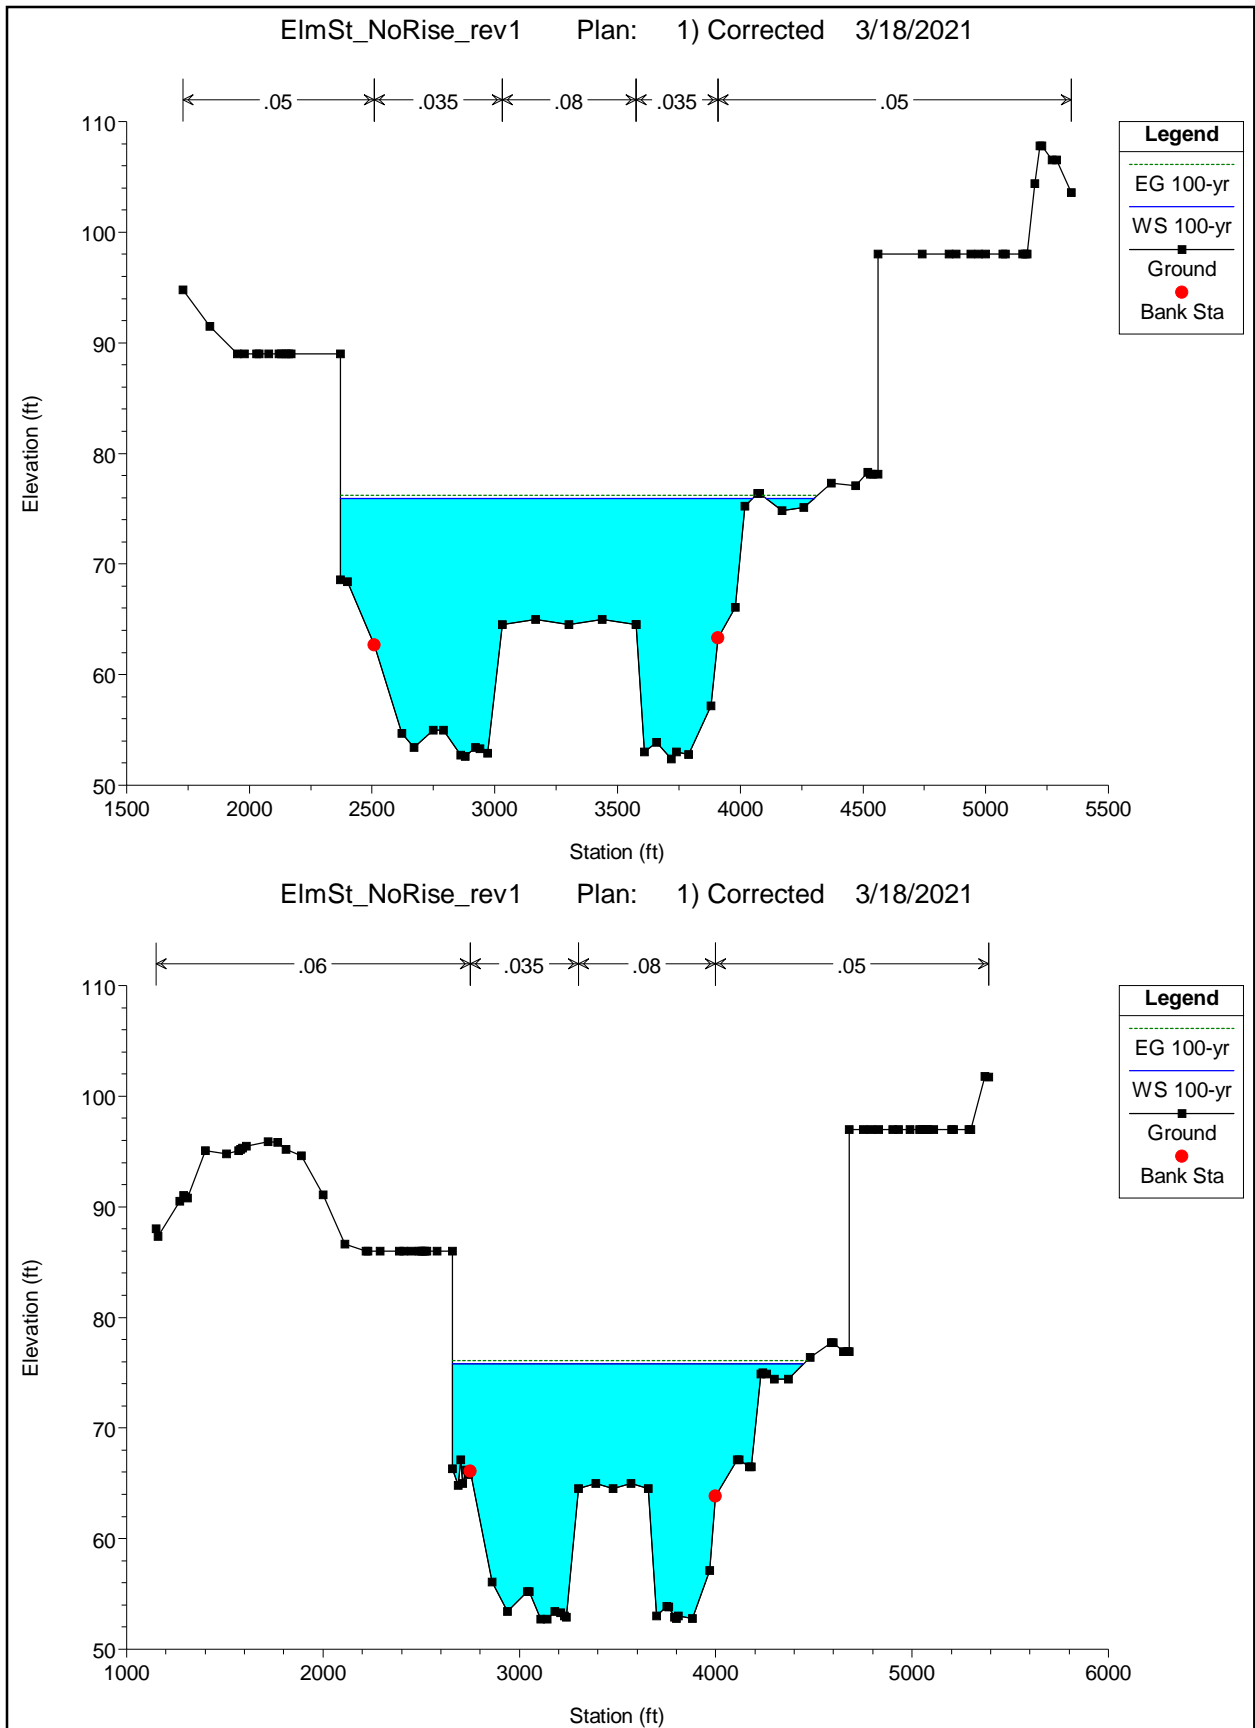 ElmSt_NoRise_rev1 Plan: 1) Corrected 3/18/2021
.05 .035 .08 .035 .05
110
100
90
80
70
60
50
Elevation (ft)
1500 2000 2500 3000 3500 4000 4500 5000 5500
Station (ft)
Legend
EG 100-yr
WS 100-yr
Ground
Bank Sta
ElmSt_NoRise_rev1 Plan: 1) Corrected 3/18/2021
.06 .035 .08 .05
110
100
90
80
70
60
50
Elevation (ft)
1000 2000 3000 4000 5000 6000
Station (ft)
Legend
EG 100-yr
WS 100-yr
Ground
Bank Sta